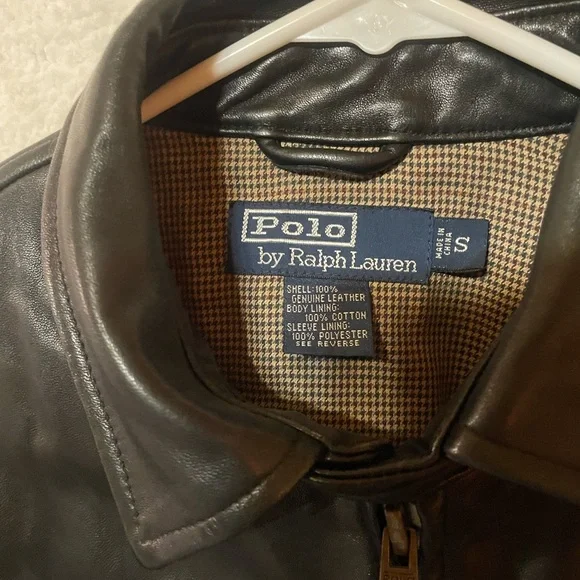 Polo
by Ralph Lauren
MADE IN
CHINA
S
SHELL: 100%
GENUINE LEATHER
BODY LINING:
100% COTTON
SLEEVE LINING:
100% POLYESTER
SEE REVERSE